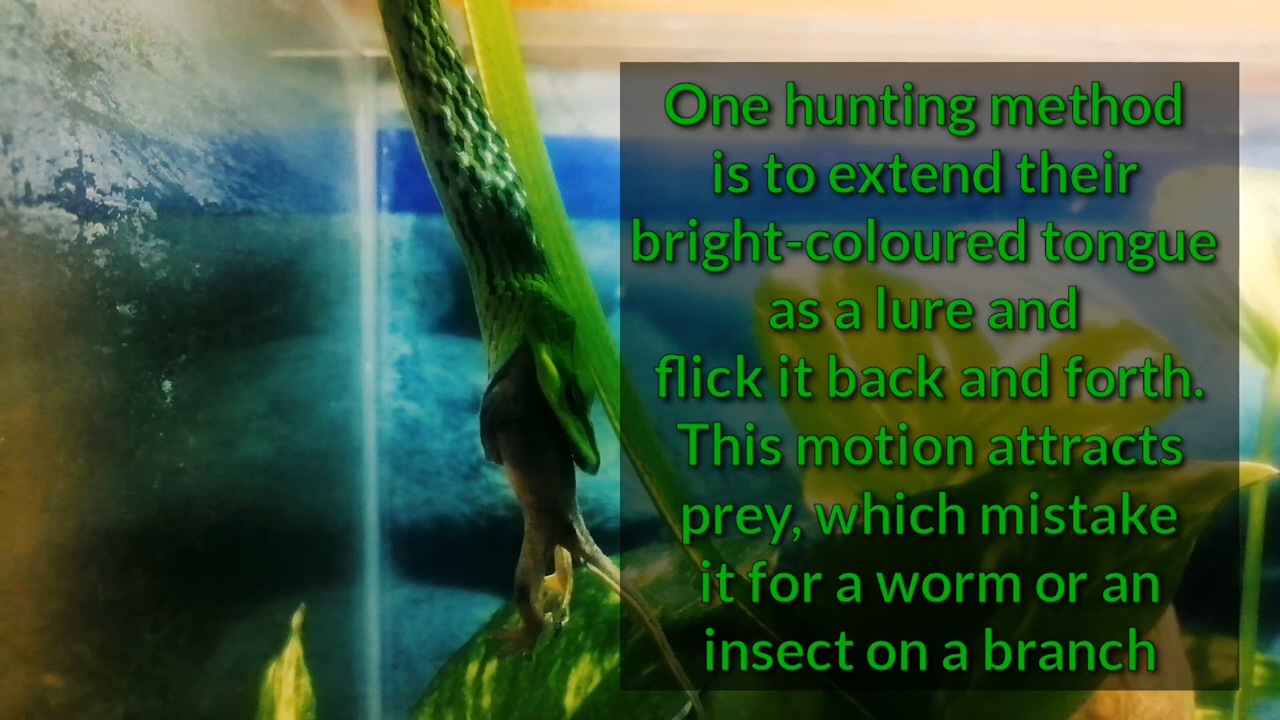 One hunting method
is to extend their
bright-coloured tongue
as a lure and
flick it back and forth.
This motion attracts
prey, which mistake
it for a worm or an
insect on a branch